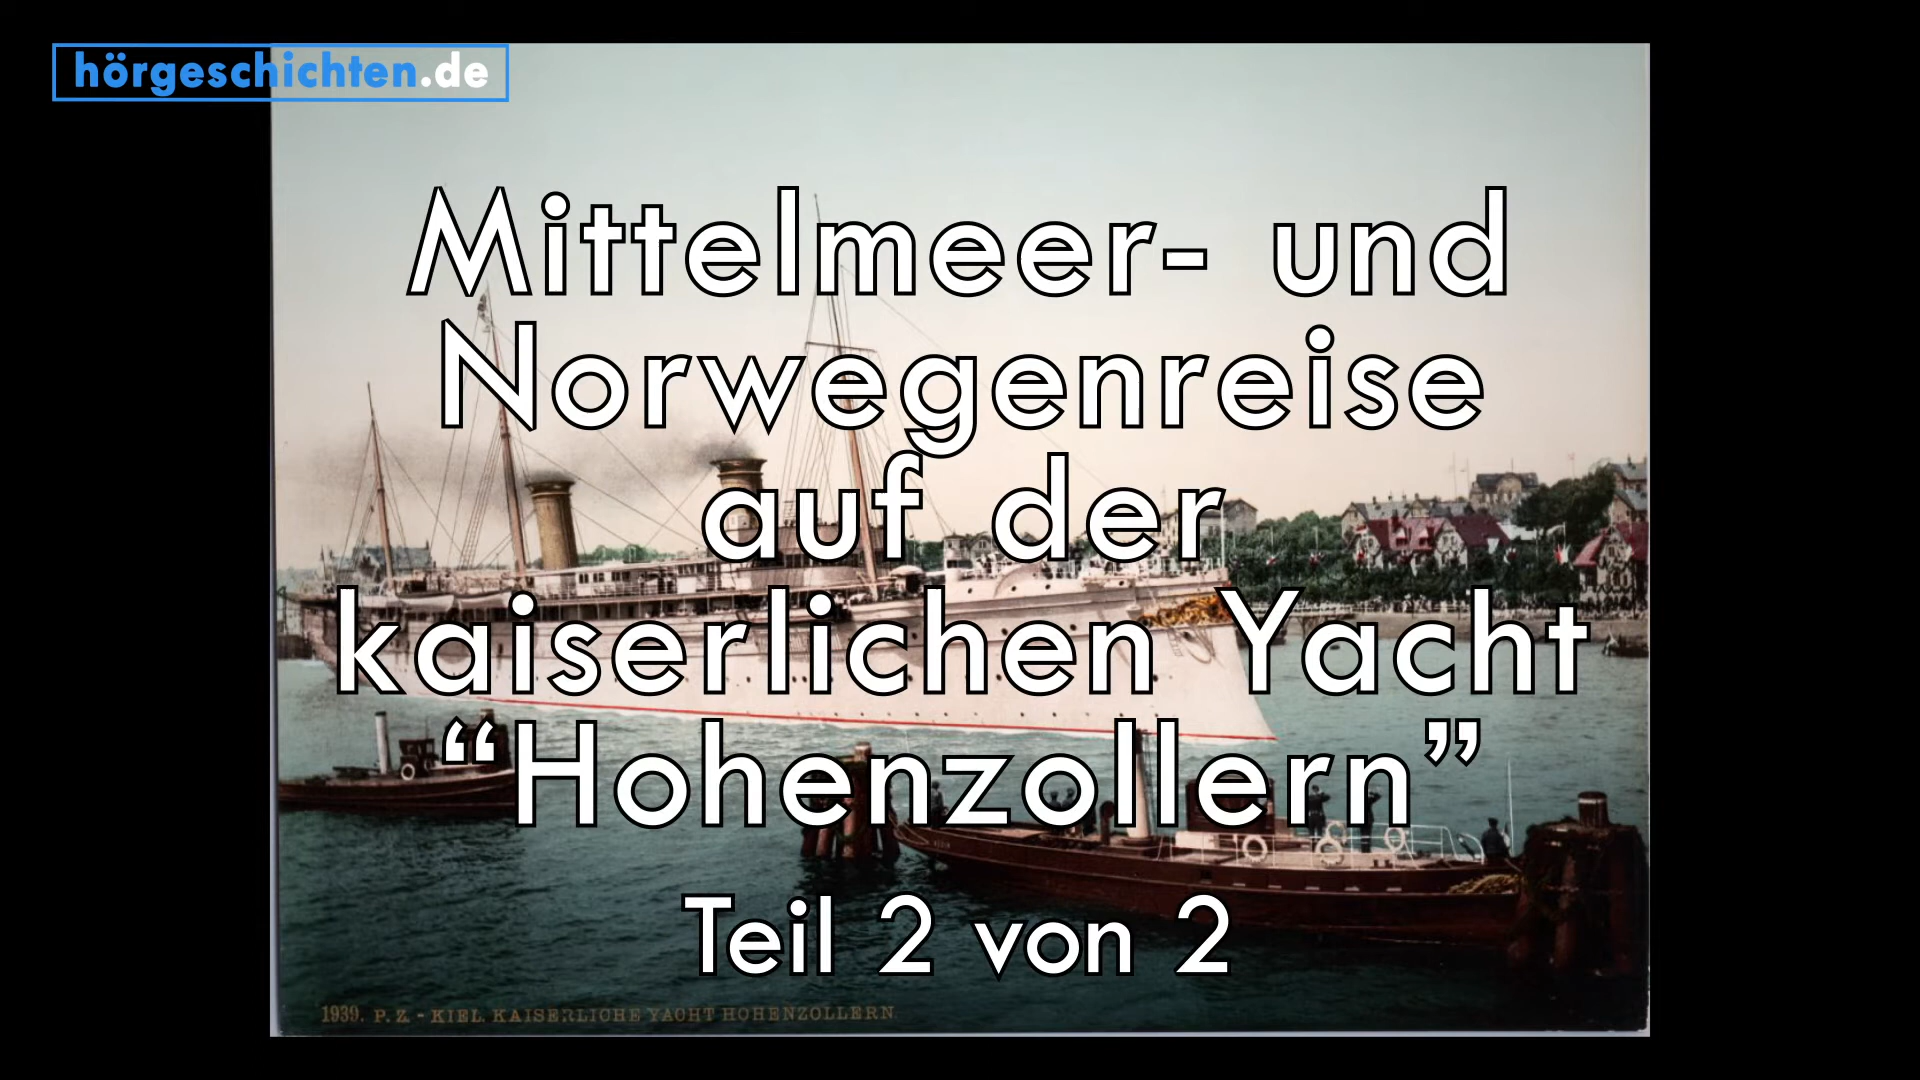 hörgeschichten.de
Mittelmeer- und
Norwegenreise
auf der
kaiserlichen Yacht
“Hohenzollern”
Teil 2 von 2
1939. P. Z. - KIEL. KAISERLICHE YACHT HOHENZOLLERN.